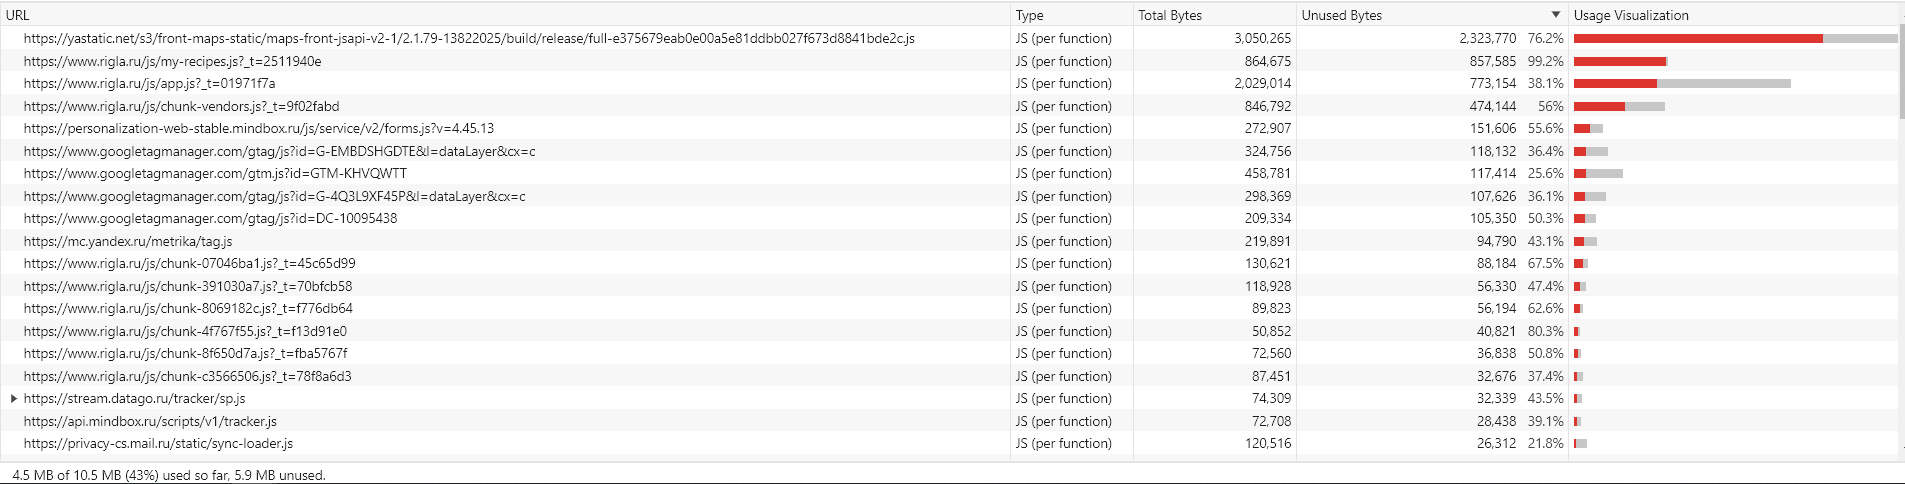 URL Type Total Bytes Unused Bytes Usage Visualization
https://yastatic.net/s3/front-maps-static/maps-front-jsapi-v2-1/2.1.79-13822025/build/release/full-e375679eab0e00a5e81ddbb027f673d8841bde2c.js JS (per function) 3,050,265 2,323,770 76.2%
https://www.rigla.ru/js/my-recipes.js?_t=2511940e JS (per function) 864,675 857,585 99.2%
https://www.rigla.ru/js/app.js?_t=01971f7a JS (per function) 2,029,014 773,154 38.1%
https://www.rigla.ru/js/chunk-vendors.js?_t=9f02fabd JS (per function) 846,792 474,144 56%
https://personalization-web-stable.mindbox.ru/js/service/v2/forms.js?v=4.45.13 JS (per function) 272,907 151,606 55.6%
https://www.googletagmanager.com/gtag/js?id=G-EMBDSHGDTE&l=dataLayer&cx=c JS (per function) 324,756 118,132 36.4%
https://www.googletagmanager.com/gtm.js?id=GTM-KHVQWTT JS (per function) 458,781 117,414 25.6%
https://www.googletagmanager.com/gtag/js?id=G-4Q3L9XF45P&l=dataLayer&cx=c JS (per function) 298,369 107,626 36.1%
https://www.googletagmanager.com/gtag/js?id=DC-10095438 JS (per function) 209,334 105,350 50.3%
https://mc.yandex.ru/metrika/tag.js JS (per function) 219,891 94,790 43.1%
https://www.rigla.ru/js/chunk-07046ba1.js?_t=45c65d99 JS (per function) 130,621 88,184 67.5%
https://www.rigla.ru/js/chunk-391030a7.js?_t=70bfcb58 JS (per function) 118,928 56,330 47.4%
https://www.rigla.ru/js/chunk-8069182c.js?_t=f776db64 JS (per function) 89,823 56,194 62.6%
https://www.rigla.ru/js/chunk-4f767f55.js?_t=f13d91e0 JS (per function) 50,852 40,821 80.3%
https://www.rigla.ru/js/chunk-8f650d7a.js?_t=fba5767f JS (per function) 72,560 36,838 50.8%
https://www.rigla.ru/js/chunk-c3566506.js?_t=78f8a6d3 JS (per function) 87,451 32,676 37.4%
https://stream.datago.ru/tracker/sp.js JS (per function) 74,309 32,339 43.5%
https://api.mindbox.ru/scripts/v1/tracker.js JS (per function) 72,708 28,438 39.1%
https://privacy-cs.mail.ru/static/sync-loader.js JS (per function) 120,516 26,312 21.8%
4.5 MB of 10.5 MB (43%) used so far, 5.9 MB unused.